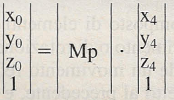 |x₀|   |    |   |x₄|
|y₀|   |    |   |y₄|
|z₀| = | Mp | · |z₄|
|1 |   |    |   |1 |